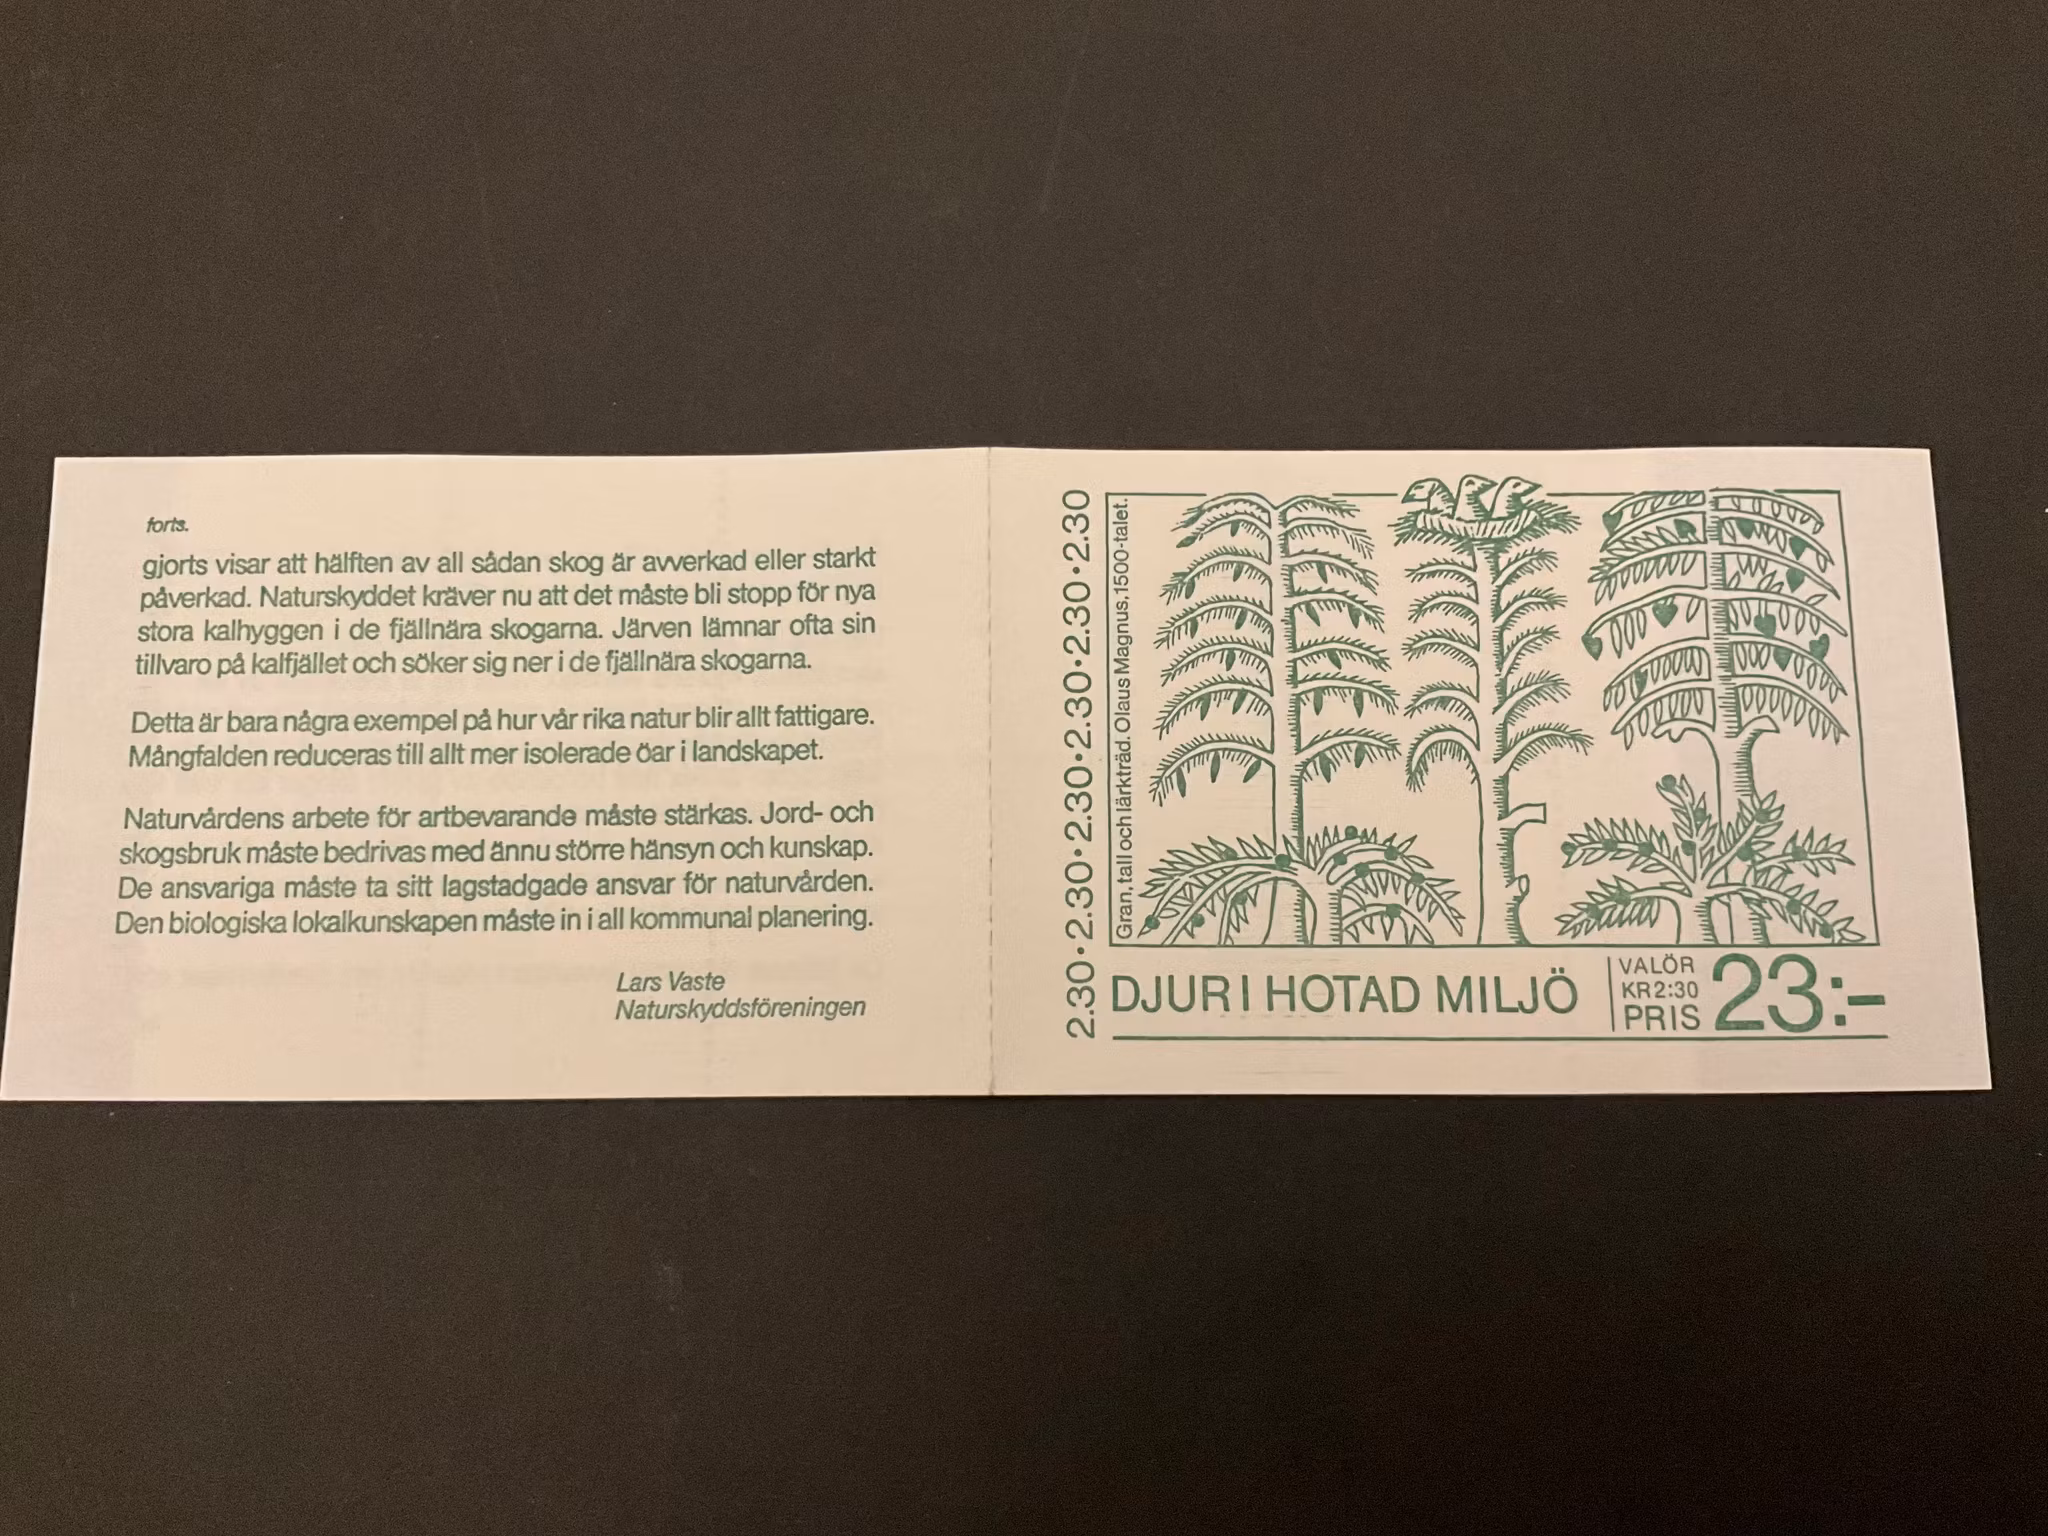 forts.
gjorts visar att hälften av all sådan skog är avverkad eller starkt
påverkad. Naturskyddet kräver nu att det måste bli stopp för nya
stora kalhyggen i de fjällnära skogarna. Järven lämnar ofta sin
tillvaro på kalfjället och söker sig ner i de fjällnära skogarna.
Detta är bara några exempel på hur vår rika natur blir allt fattigare.
Mångfalden reduceras till allt mer isolerade öar i landskapet.
Naturvårdens arbete för artbevarande måste stärkas. Jord- och
skogsbruk måste bedrivas med ännu större hänsyn och kunskap.
De ansvariga måste ta sitt lagstadgade ansvar för naturvården.
Den biologiska lokalkunskapen måste in i all kommunal planering.
Lars Vaste
Naturskyddsföreningen
2.30•2.30•2.30•2.30•2.30•2.30
Gran, tall och lärkträd. Olaus Magnus. 1500-talet.
DJUR I HOTAD MILJÖ
VALÖR
KR 2:30
PRIS
23:-